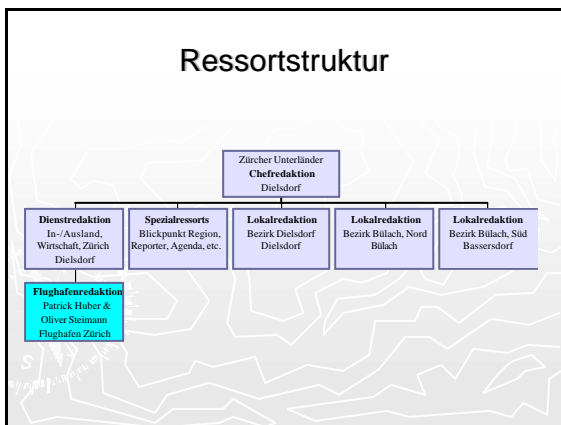 Ressortstruktur
Zürcher Unterländer
Chefredaktion
Dielsdorf
Dienstredaktion
In-/Ausland,
Wirtschaft, Zürich
Dielsdorf
Spezialressorts
Blickpunkt Region,
Reporter, Agenda, etc.
Lokalredaktion
Bezirk Dielsdorf
Dielsdorf
Lokalredaktion
Bezirk Bülach, Nord
Bülach
Lokalredaktion
Bezirk Bülach, Süd
Bassersdorf
Flughafenredaktion
Patrick Huber &
Oliver Steimann
Flughafen Zürich